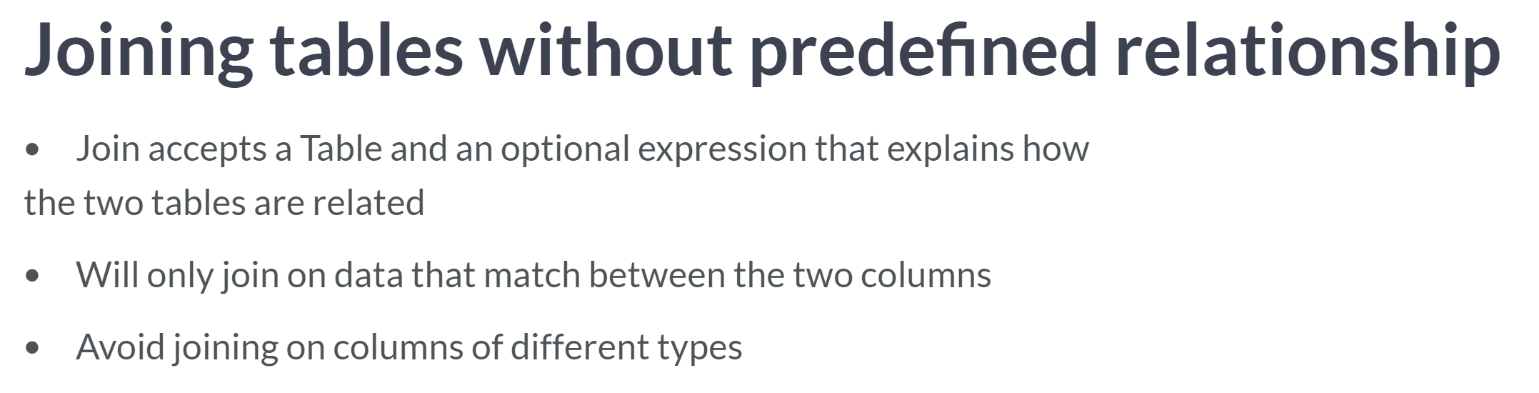 Joining tables without predefined relationship
• Join accepts a Table and an optional expression that explains how
the two tables are related
• Will only join on data that match between the two columns
• Avoid joining on columns of different types